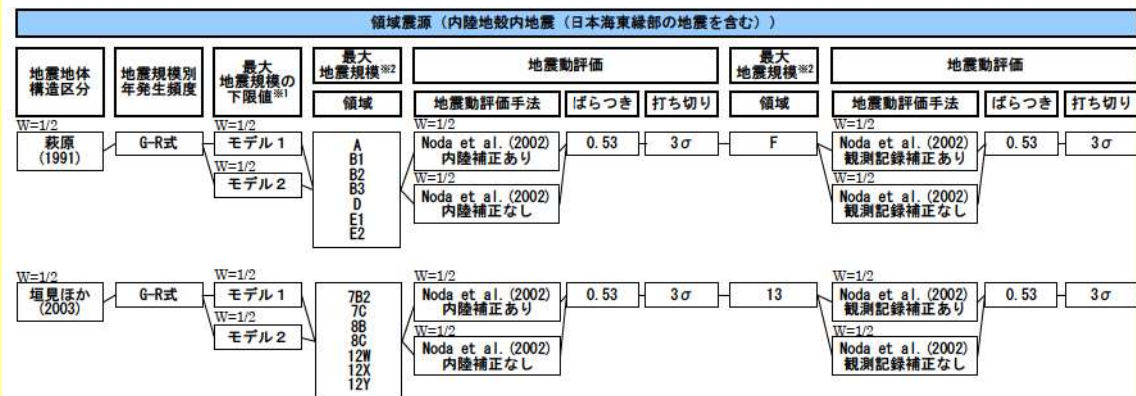 領域震源(内陸地殻内地震(日本海東縁部の地震を含む))
地震地体
構造区分
地震規模別
年発生頻度
最大
地震規模の
下限値※1
最大
地震規模※2
領域
地震動評価
地震動評価手法
ばらつき
打ち切り
最大
地震規模※2
領域
地震動評価
地震動評価手法
ばらつき
打ち切り
W=1/2
萩原
(1991)
G-R式
W=1/2
モデル1
W=1/2
モデル2
A
B1
B2
B3
D
E1
E2
W=1/2
Noda et al.(2002)
内陸補正あり
W=1/2
Noda et al.(2002)
内陸補正なし
0.53
3σ
F
W=1/2
Noda et al.(2002)
観測記録補正あり
W=1/2
Noda et al.(2002)
観測記録補正なし
0.53
3σ
W=1/2
垣見ほか
(2003)
G-R式
W=1/2
モデル1
W=1/2
モデル2
7B2
7C
8B
8C
12W
12X
12Y
W=1/2
Noda et al.(2002)
内陸補正あり
W=1/2
Noda et al.(2002)
内陸補正なし
0.53
3σ
13
W=1/2
Noda et al.(2002)
観測記録補正あり
W=1/2
Noda et al.(2002)
観測記録補正なし
0.53
3σ